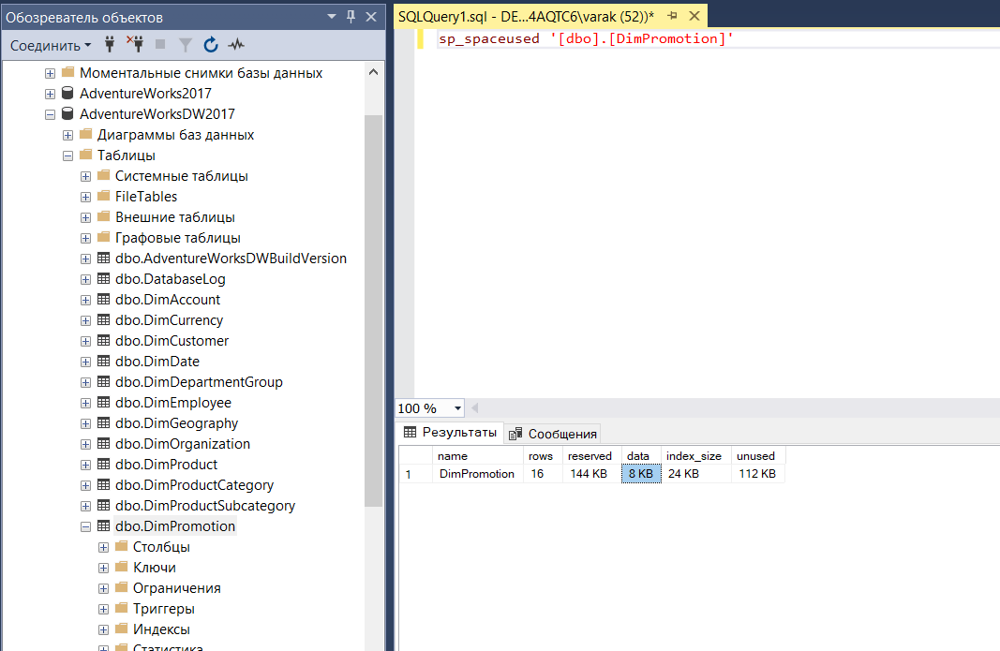 Обозреватель объектов
Соединить
Моментальные снимки базы данных
AdventureWorks2017
AdventureWorksDW2017
Диаграммы баз данных
Таблицы
Системные таблицы
FileTables
Внешние таблицы
Графовые таблицы
dbo.AdventureWorksDWBuildVersion
dbo.DatabaseLog
dbo.DimAccount
dbo.DimCurrency
dbo.DimCustomer
dbo.DimDate
dbo.DimDepartmentGroup
dbo.DimEmployee
dbo.DimGeography
dbo.DimOrganization
dbo.DimProduct
dbo.DimProductCategory
dbo.DimProductSubcategory
dbo.DimPromotion
Столбцы
Ключи
Ограничения
Триггеры
Индексы
Статистика
SQLQuery1.sql - DE...4AQTC6\varak (52))*
sp_spaceused '[dbo].[DimPromotion]'
100 %
Результаты Сообщения
name rows reserved data index_size unused
1 DimPromotion 16 144 KB 8 KB 24 KB 112 KB